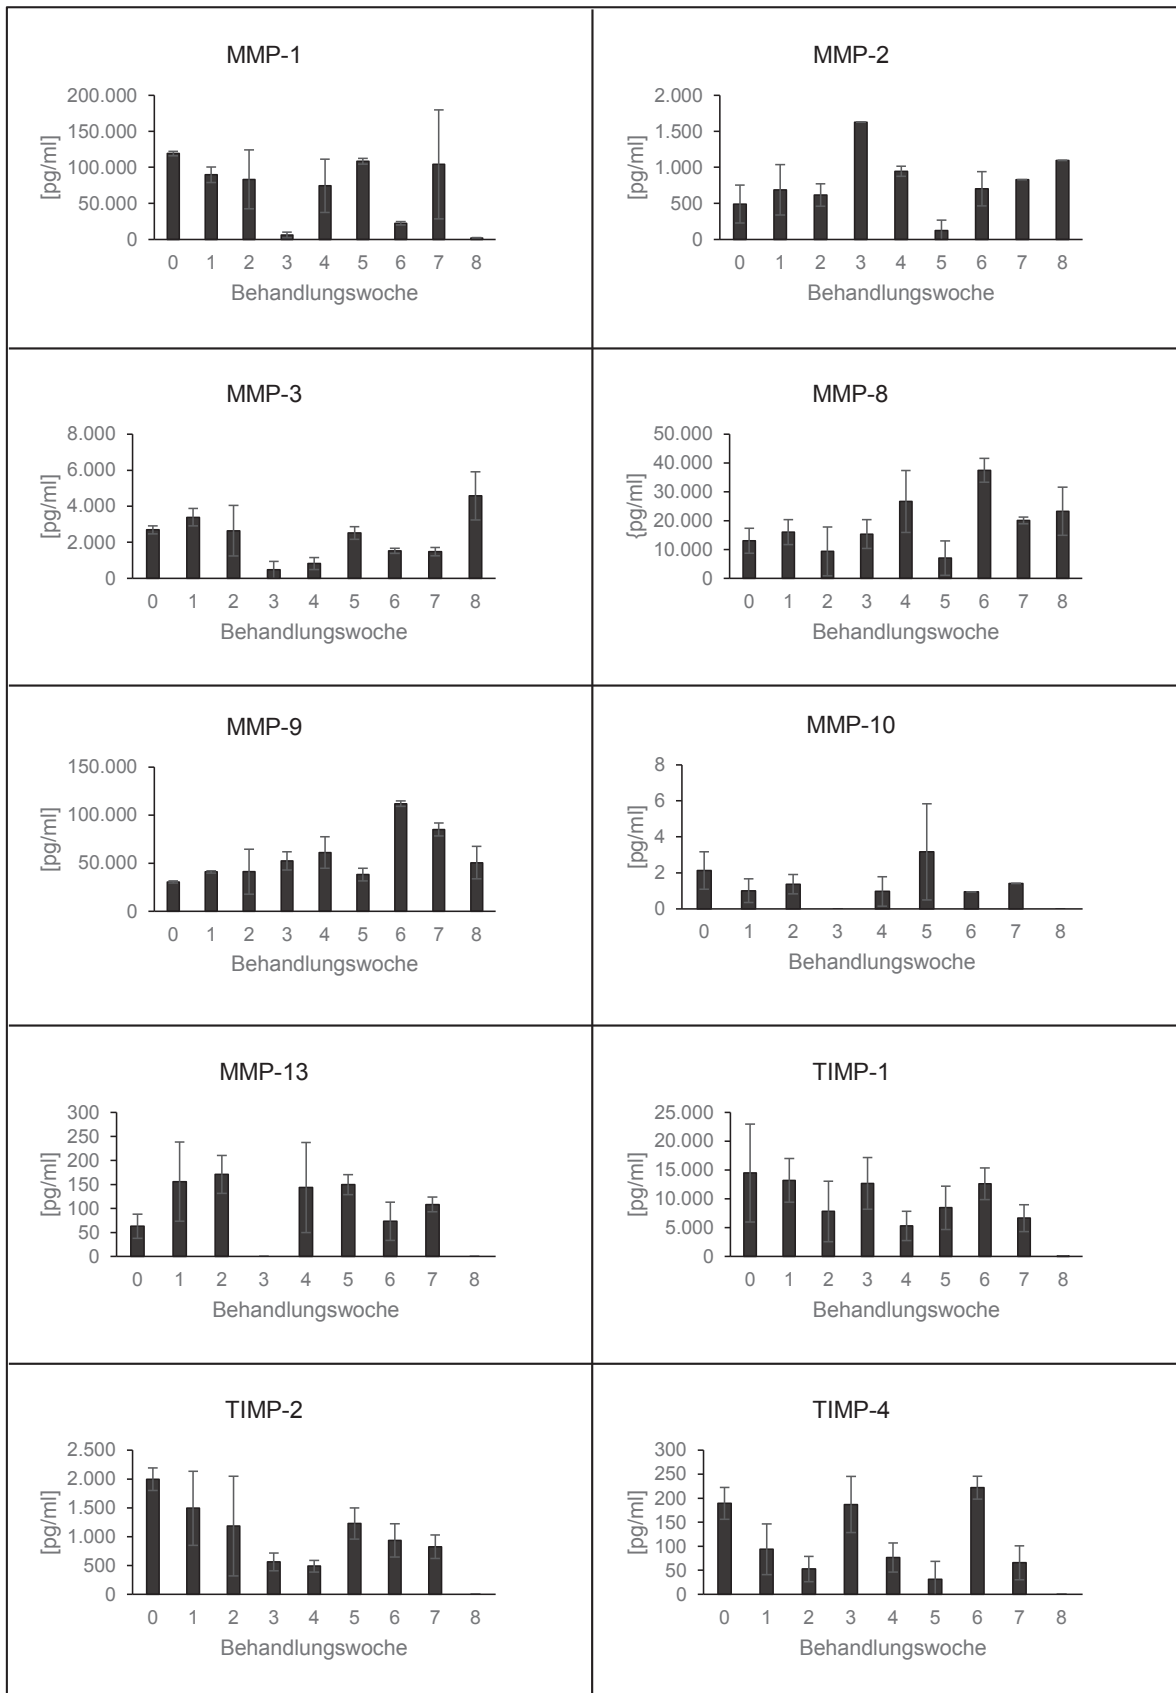 MMP-1
[pg/ml]
200.000
150.000
100.000
50.000
0
0 1 2 3 4 5 6 7 8
Behandlungswoche
MMP-2
[pg/ml]
2.000
1.500
1.000
500
0
0 1 2 3 4 5 6 7 8
Behandlungswoche
MMP-3
[pg/ml]
8.000
6.000
4.000
2.000
0
0 1 2 3 4 5 6 7 8
Behandlungswoche
MMP-8
{pg/ml]
50.000
40.000
30.000
20.000
10.000
0
0 1 2 3 4 5 6 7 8
Behandlungswoche
MMP-9
[pg/ml]
150.000
100.000
50.000
0
0 1 2 3 4 5 6 7 8
Behandlungswoche
MMP-10
[pg/ml]
8
6
4
2
0
0 1 2 3 4 5 6 7 8
Behandlungswoche
MMP-13
[pg/ml]
300
250
200
150
100
50
0
0 1 2 3 4 5 6 7 8
Behandlungswoche
TIMP-1
[pg/ml]
25.000
20.000
15.000
10.000
5.000
0
0 1 2 3 4 5 6 7 8
Behandlungswoche
TIMP-2
[pg/ml]
2.500
2.000
1.500
1.000
500
0
0 1 2 3 4 5 6 7 8
Behandlungswoche
TIMP-4
[pg/ml]
300
250
200
150
100
50
0
0 1 2 3 4 5 6 7 8
Behandlungswoche